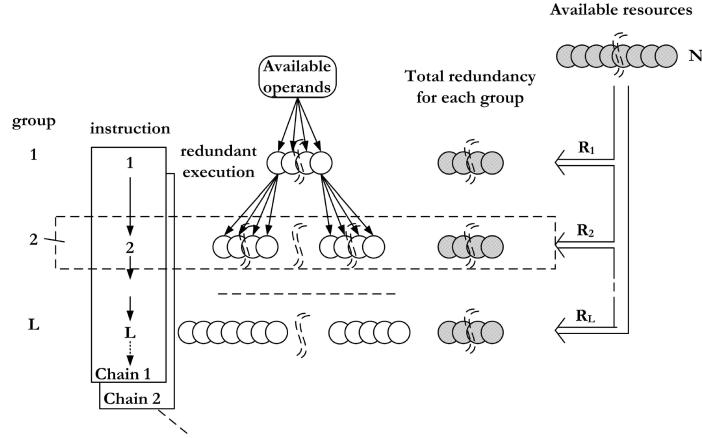 Available resources
N
Available
operands
Total redundancy
for each group
group
instruction
1
1
redundant
execution
R1
2
2
R2
L
L
RL
Chain 1
Chain 2